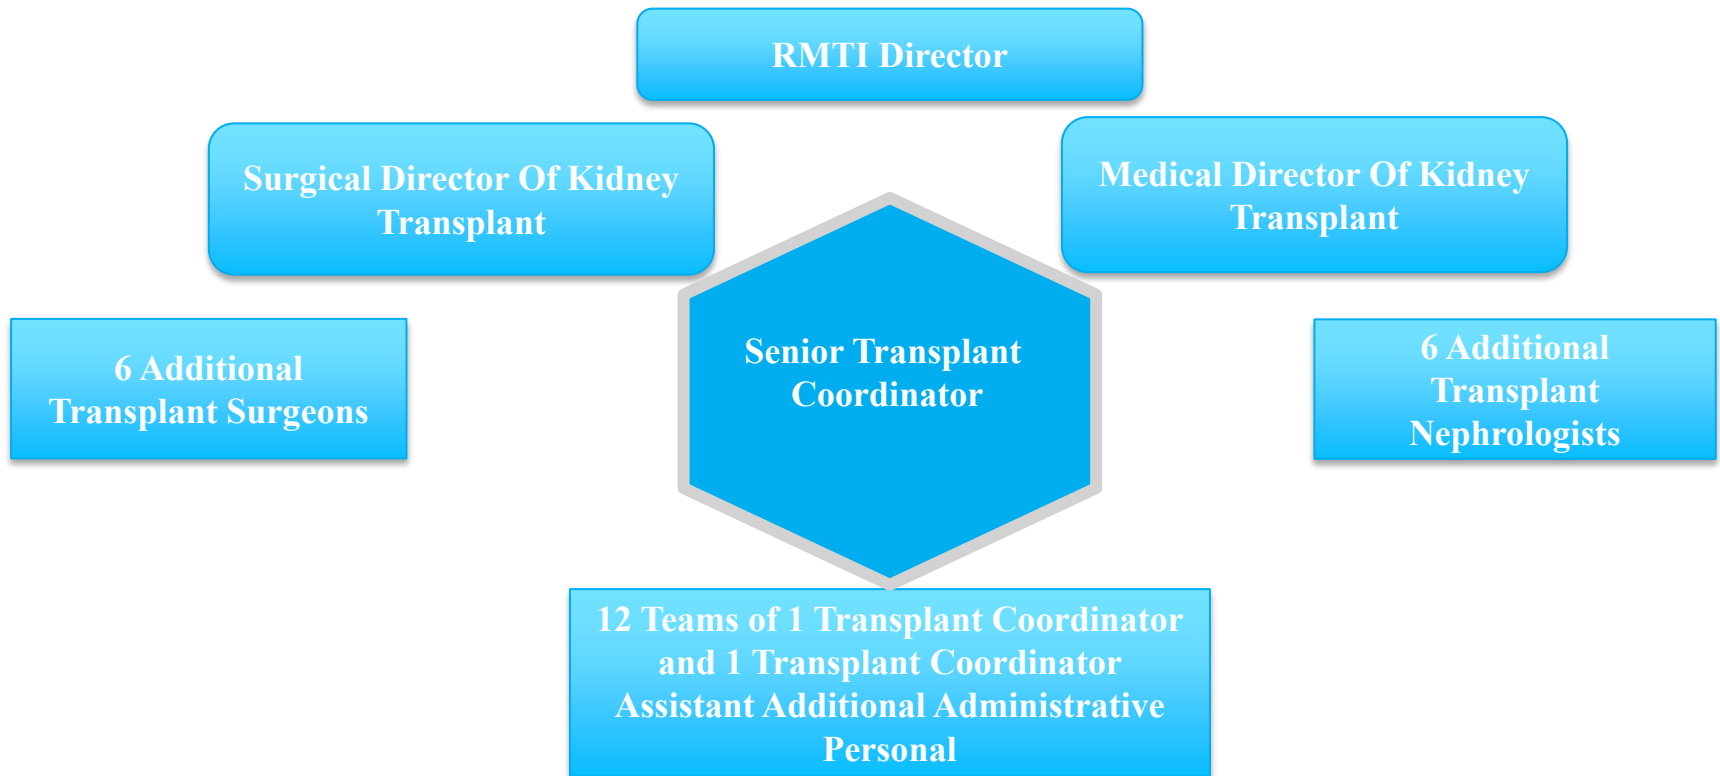 RMTI Director
Surgical Director Of Kidney
Transplant
Medical Director Of Kidney
Transplant
Senior Transplant
Coordinator
6 Additional
Transplant Surgeons
6 Additional
Transplant
Nephrologists
12 Teams of 1 Transplant Coordinator
and 1 Transplant Coordinator
Assistant Additional Administrative
Personal